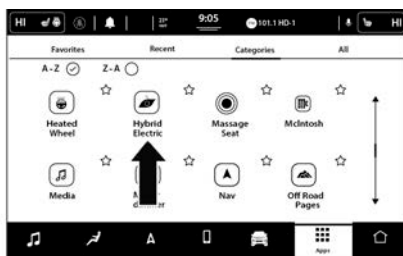 HI
22°
9:05
101.1 HD-1
HI
Favorites
Recent
Categories
All
A-Z
Z-A
Heated
Wheel
Hybrid
Electric
Massage
Seat
McIntosh
Media
Nav
Off Road
Pages
Apps